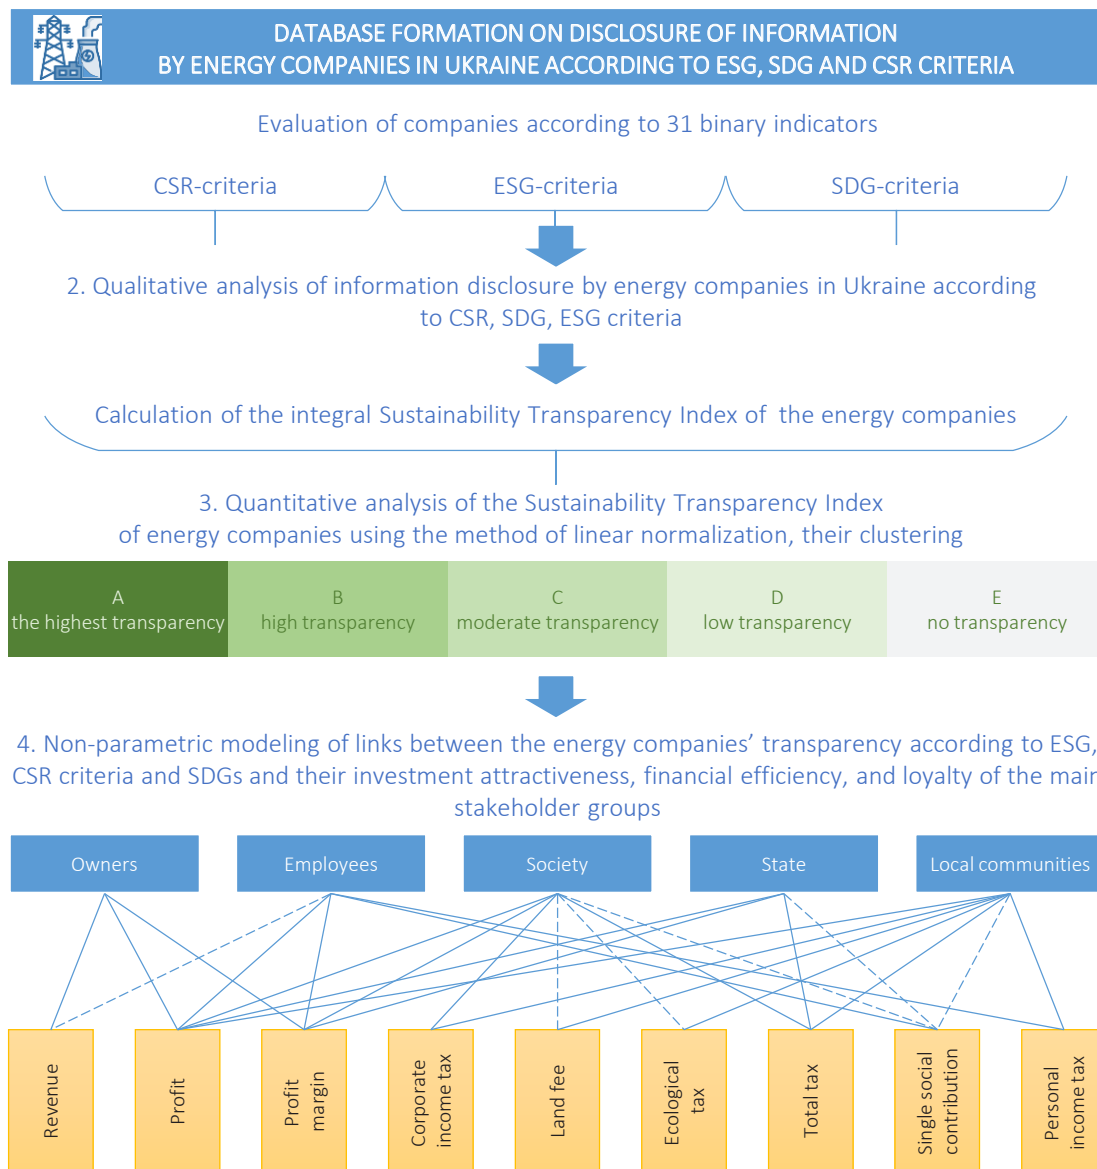 DATABASE FORMATION ON DISCLOSURE OF INFORMATION
BY ENERGY COMPANIES IN UKRAINE ACCORDING TO ESG, SDG AND CSR CRITERIA
Evaluation of companies according to 31 binary indicators
CSR-criteria
ESG-criteria
SDG-criteria
2. Qualitative analysis of information disclosure by energy companies in Ukraine according
to CSR, SDG, ESG criteria
Calculation of the integral Sustainability Transparency Index of the energy companies
3. Quantitative analysis of the Sustainability Transparency Index
of energy companies using the method of linear normalization, their clustering
A
the highest transparency
B
high transparency
C
moderate transparency
D
low transparency
E
no transparency
4. Non-parametric modeling of links between the energy companies’ transparency according to ESG,
CSR criteria and SDGs and their investment attractiveness, financial efficiency, and loyalty of the main
stakeholder groups
Owners
Employees
Society
State
Local communities
Revenue
Profit
Profit
margin
Corporate
income tax
Land fee
Ecological
tax
Total tax
Single social
contribution
Personal
income tax